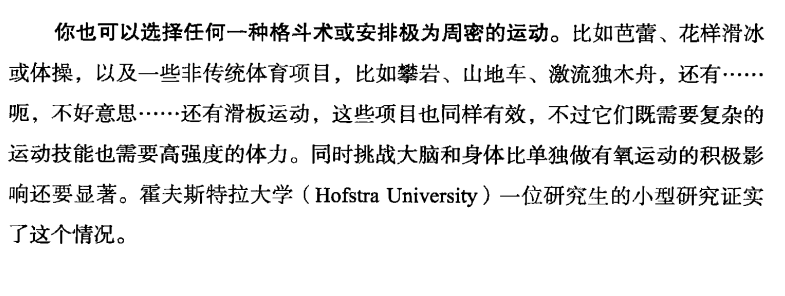 你也可以选择任何一种格斗术或安排极为周密的运动。比如芭蕾、花样滑冰
或体操，以及一些非传统体育项目，比如攀岩、山地车、激流独木舟，还有……
呃，不好意思……还有滑板运动，这些项目也同样有效，不过它们既需要复杂的
运动技能也需要高强度的体力。同时挑战大脑和身体比单独做有氧运动的积极影
响还要显著。霍夫斯特拉大学（Hofstra University）一位研究生的小型研究证实
了这个情况。